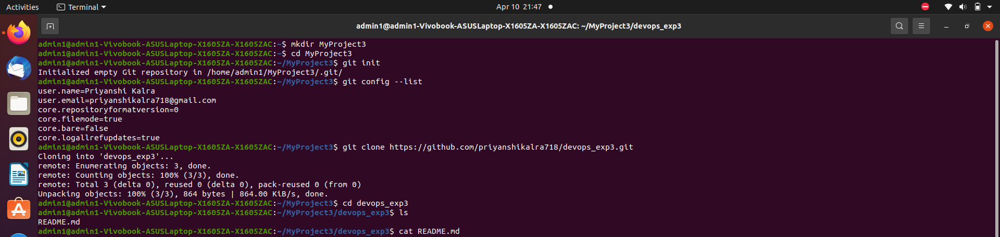 Activities
Terminal
Apr 10 21:47
admin1@admin1-Vivobook-ASUSLaptop-X1605ZA-X1605ZAC: ~/MyProject3/devops_exp3
admin1@admin1-Vivobook-ASUSLaptop-X1605ZA-X1605ZAC:~$ mkdir MyProject3
admin1@admin1-Vivobook-ASUSLaptop-X1605ZA-X1605ZAC:~$ cd MyProject3
admin1@admin1-Vivobook-ASUSLaptop-X1605ZA-X1605ZAC:~/MyProject3$ git init
Initialized empty Git repository in /home/admin1/MyProject3/.git/
admin1@admin1-Vivobook-ASUSLaptop-X1605ZA-X1605ZAC:~/MyProject3$ git config --list
user.name=Priyanshi Kalra
user.email=priyanshikalra718@gmail.com
core.repositoryformatversion=0
core.filemode=true
core.bare=false
core.logallrefupdates=true
admin1@admin1-Vivobook-ASUSLaptop-X1605ZA-X1605ZAC:~/MyProject3$ git clone https://github.com/priyanshikalra718/devops_exp3.git
Cloning into 'devops_exp3'...
remote: Enumerating objects: 3, done.
remote: Counting objects: 100% (3/3), done.
remote: Total 3 (delta 0), reused 0 (delta 0), pack-reused 0 (from 0)
Unpacking objects: 100% (3/3), 864 bytes | 864.00 KiB/s, done.
admin1@admin1-Vivobook-ASUSLaptop-X1605ZA-X1605ZAC:~/MyProject3$ cd devops_exp3
admin1@admin1-Vivobook-ASUSLaptop-X1605ZA-X1605ZAC:~/MyProject3/devops_exp3$ ls
README.md
admin1@admin1-Vivobook-ASUSLaptop-X1605ZA-X1605ZAC:~/MyProject3/devops_exp3$ cat README.md